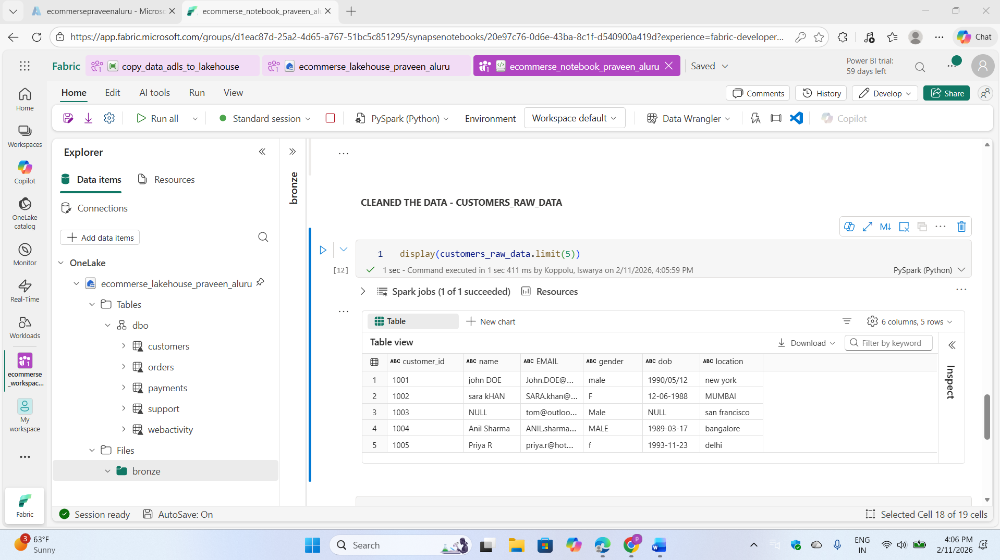 ecommersepraveenaluru - Micros
ecommerse_notebook_praveen_alu
https://app.fabric.microsoft.com/groups/d1eac87d-25a2-4d65-a767-51bc5c851295/synapsenotebooks/20e97c76-0d6e-43ba-8c1f-d540900a419d?experience=fabric-developer...
Chat
Fabric
copy_data_adls_to_lakehouse
ecommerse_lakehouse_praveen_aluru
ecommerse_notebook_praveen_aluru
Saved
Power BI trial:
59 days left
Home Edit AI tools Run View
Comments History Develop Share
Run all Standard session PySpark (Python) Environment Workspace default Data Wrangler Copilot
Home
Workspaces
Copilot
OneLake
catalog
Monitor
Real-Time
Workloads
ecommerse
_workspac...
My
workspace
Fabric
Explorer
Data items Resources
Connections
Add data items
OneLake
ecommerse_lakehouse_praveen_aluru
Tables
dbo
customers
orders
payments
support
webactivity
Files
bronze
bronze
CLEANED THE DATA - CUSTOMERS_RAW_DATA
M↓
1 display(customers_raw_data.limit(5))
[12] 1 sec - Command executed in 1 sec 411 ms by Koppolu, Iswarya on 2/11/2026, 4:05:59 PM PySpark (Python)
Spark jobs (1 of 1 succeeded) Resources
Table New chart 6 columns, 5 rows
Table view Download Filter by keyword
ABC customer_id ABC name ABC EMAIL ABC gender ABC dob ABC location
1 1001 john DOE John.DOE@... male 1990/05/12 new york
2 1002 sara kHAN SARA.khan@... F 12-06-1988 MUMBAI
3 1003 NULL tom@outloo... Male NULL san francisco
4 1004 Anil Sharma ANIL.sharma... MALE 1989-03-17 bangalore
5 1005 Priya R priya.r@hot... f 1993-11-23 delhi
Inspect
Session ready AutoSave: On Selected Cell 18 of 19 cells
3
63°F
Sunny
Search
P
ENG
IN
4:06 PM
2/11/2026